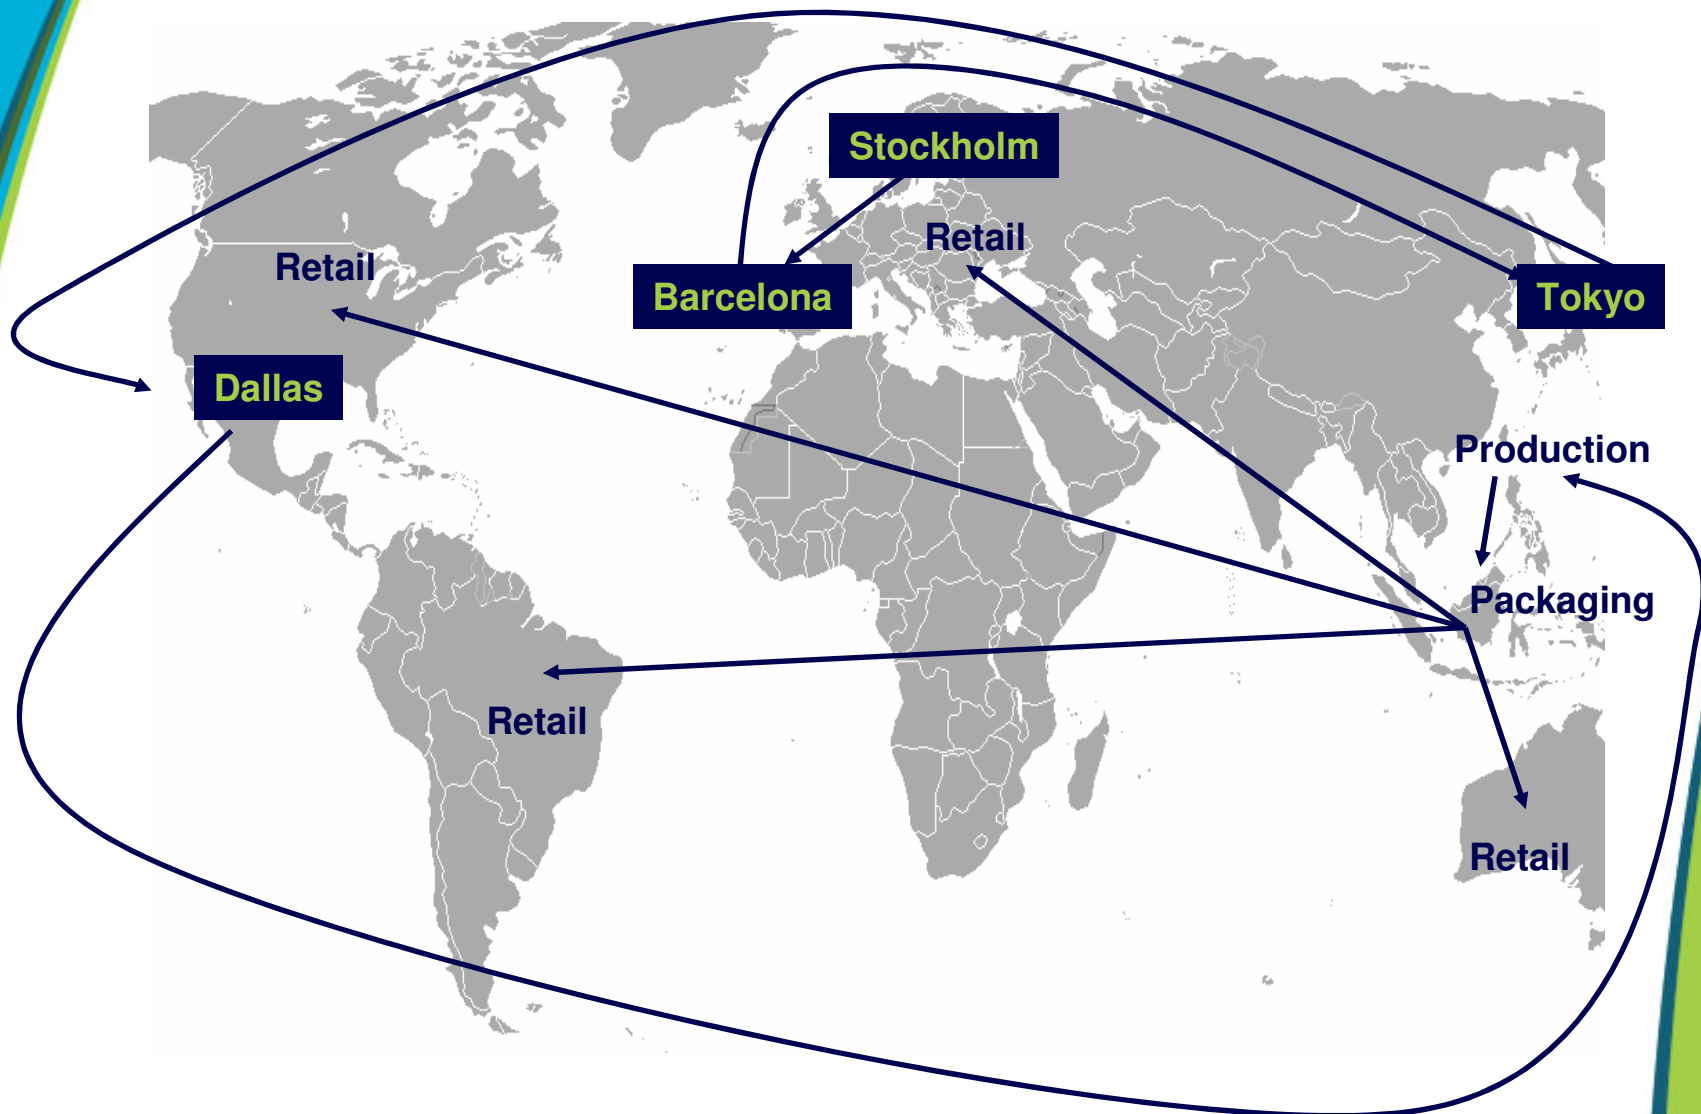 Stockholm
Retail
Retail
Barcelona
Tokyo
Dallas
Production
Packaging
Retail
Retail